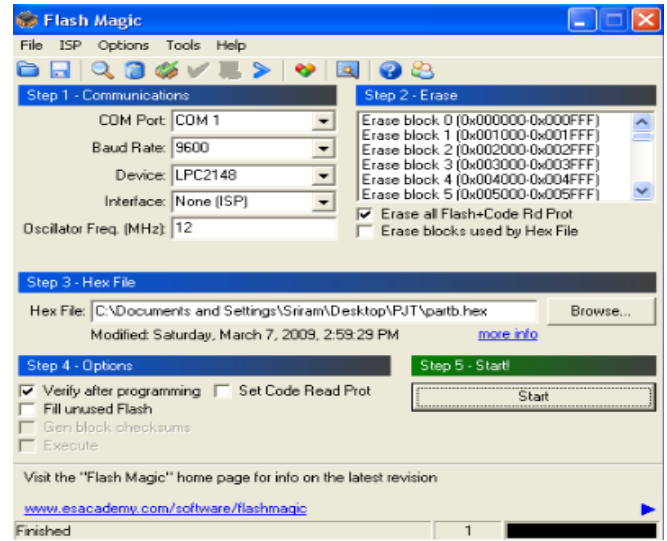 Flash Magic
File ISP Options Tools Help
Step 1 - Communications
COM Port: COM 1
Baud Rate: 9600
Device: LPC2148
Interface: None (ISP)
Oscillator Freq. (MHz): 12
Step 2 - Erase
Erase block 0 (0x000000-0x000FFF)
Erase block 1 (0x001000-0x001FFF)
Erase block 2 (0x002000-0x002FFF)
Erase block 3 (0x003000-0x003FFF)
Erase block 4 (0x004000-0x004FFF)
Erase block 5 (0x005000-0x005FFF)
Erase all Flash+Code Rd Prot
Erase blocks used by Hex File
Step 3 - Hex File
Hex File: C:\Documents and Settings\Sriram\Desktop\PJT\partb.hex Browse...
Modified: Saturday, March 7, 2009, 2:59:29 PM more info
Step 4 - Options
Verify after programming Set Code Read Prot
Fill unused Flash
Gen block checksums
Execute
Step 5 - Start!
Start
Visit the "Flash Magic" home page for info on the latest revision
www.esacademy.com/software/flashmagic
Finished 1